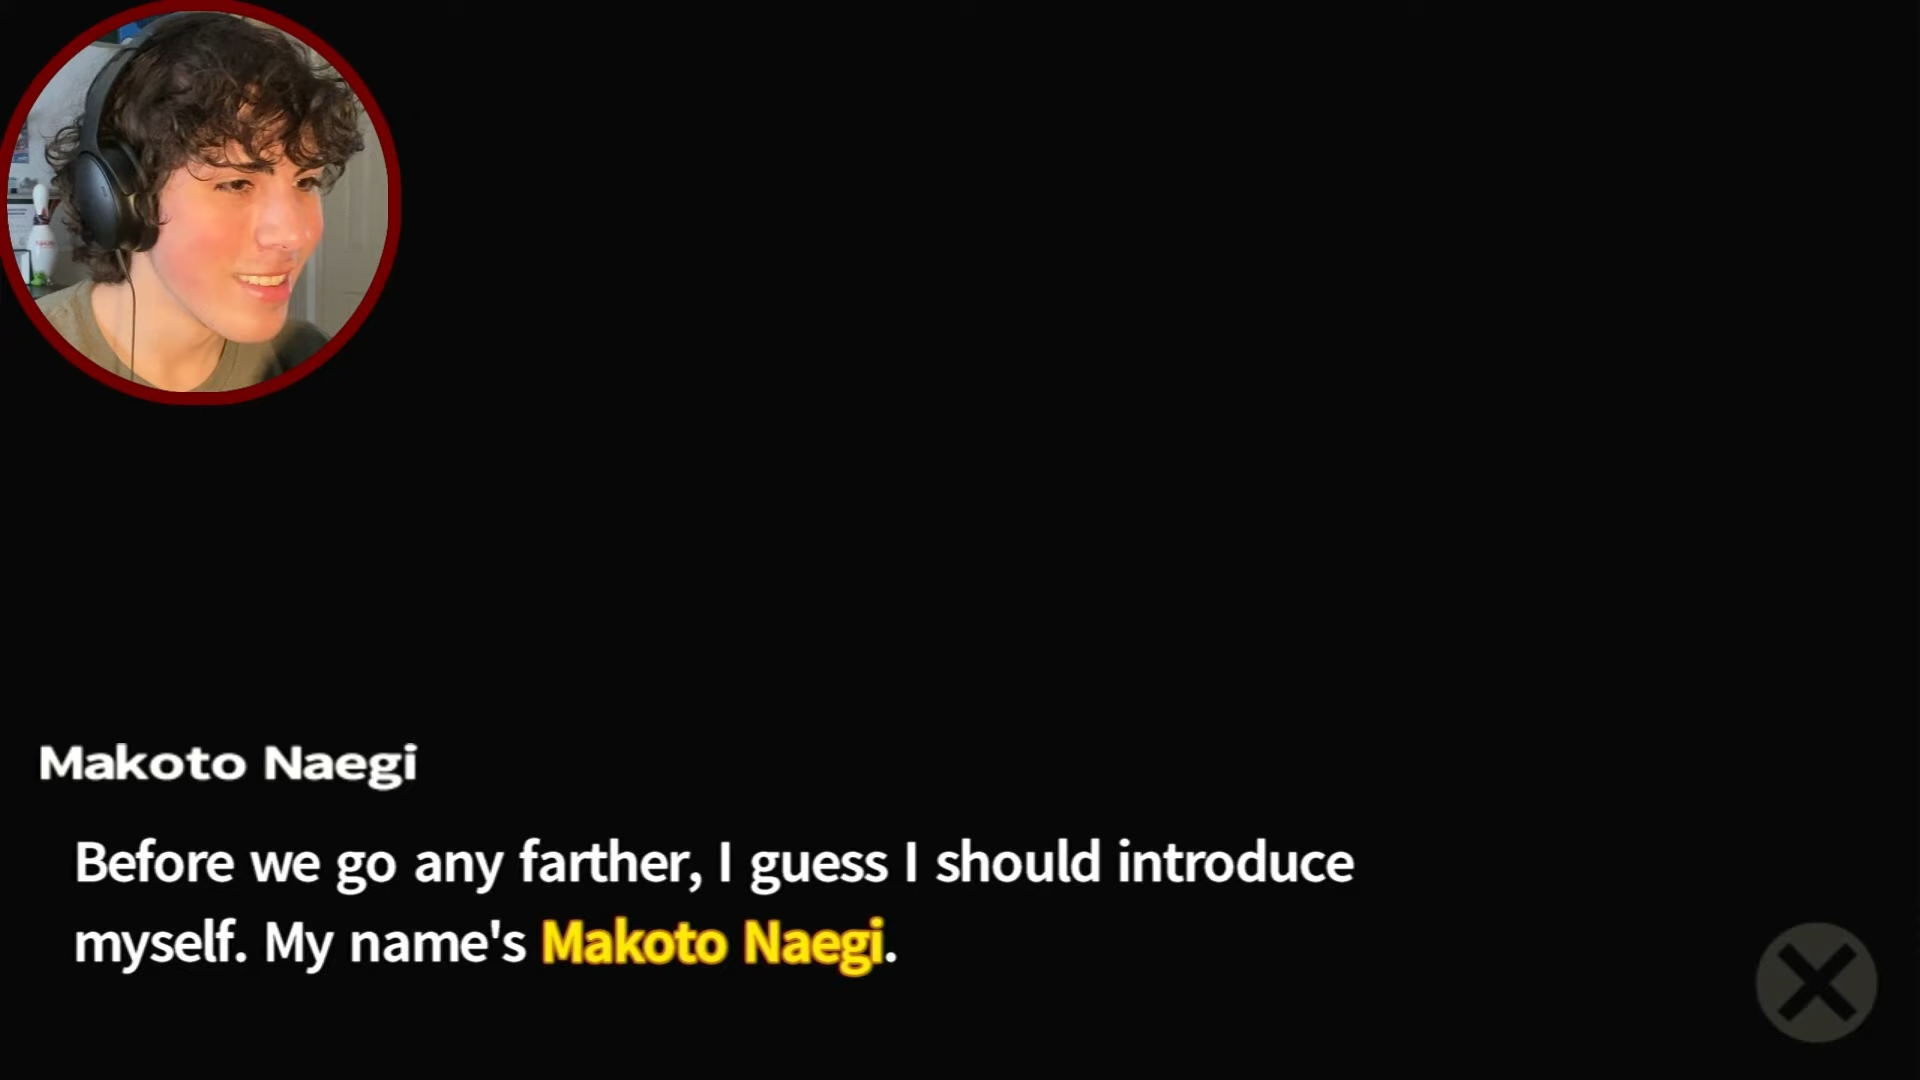 Makoto Naegi
Before we go any farther, I guess I should introduce
myself. My name's Makoto Naegi.